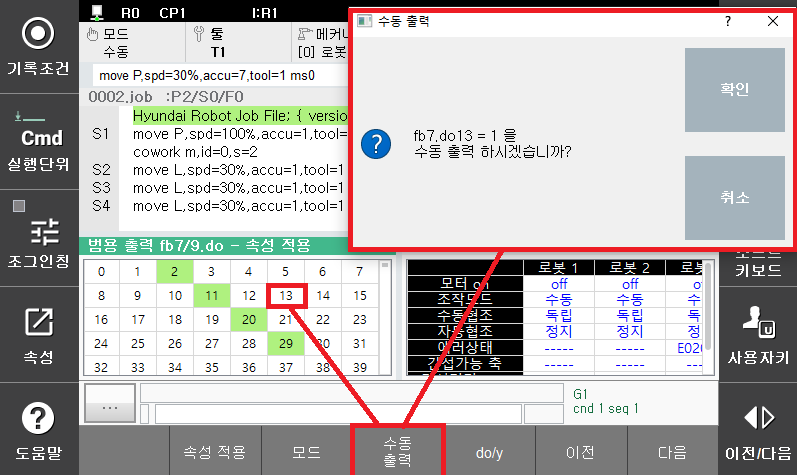 R0 CP1 I:R1
기록조건
Cmd
실행단위
조그인칭
속성
도움말
모드
수동
툴
T1
메커니
[0] 로봇
move P,spd=30%,accu=7,tool=1 ms0
0002.job :P2/S0/F0
Hyundai Robot Job File; { version
S1 move P,spd=100%,accu=1,tool=
cowork m,id=0,s=2
S2 move L,spd=30%,accu=1,tool=1
S3 move L,spd=30%,accu=1,tool=1
S4 move L,spd=30%,accu=1,tool=1
수동 출력
? ✕
fb7.do13 = 1 을
수동 출력 하시겠습니까?
확인
취소
범용 출력 fb7/9.do – 속성 적용
0 1 2 3 4 5 6 7
8 9 10 11 12 13 14 15
16 17 18 19 20 21 22 23
24 25 26 27 28 29 30 31
32 33 34 35 36 37 38 39
로봇 1 로봇 2 로봇
모터 on off off of
조작모드 수동 수동 수동
수동협조 독립 독립 독립
자동협조 정지 정지 정지
에러상태 ----- ----- E020
간섭가능 축 ----- ----- -----
키보드
사용자키
이전/다음
...
G1
cnd 1 seq 1
속성 적용
모드
수동
출력
do/y
이전
다음